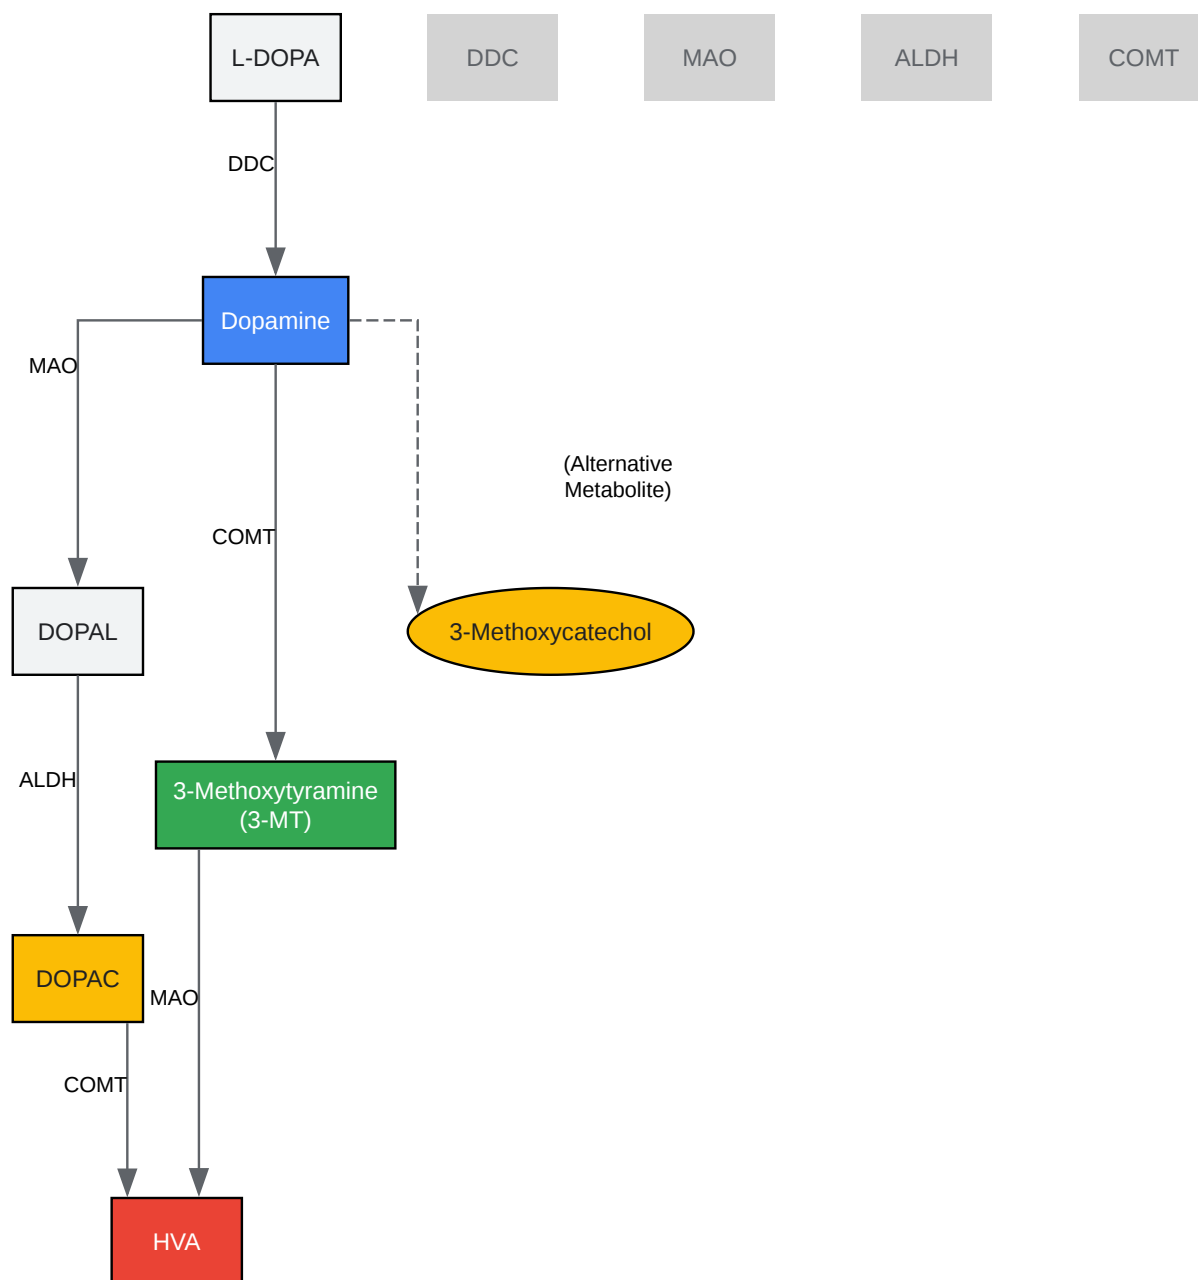 L-DOPA
DDC
MAO
ALDH
COMT
DDC
Dopamine
MAO
(Alternative
Metabolite)
COMT
DOPAL
3-Methoxycatechol
ALDH
3-Methoxytyramine
(3-MT)
DOPAC
MAO
COMT
HVA